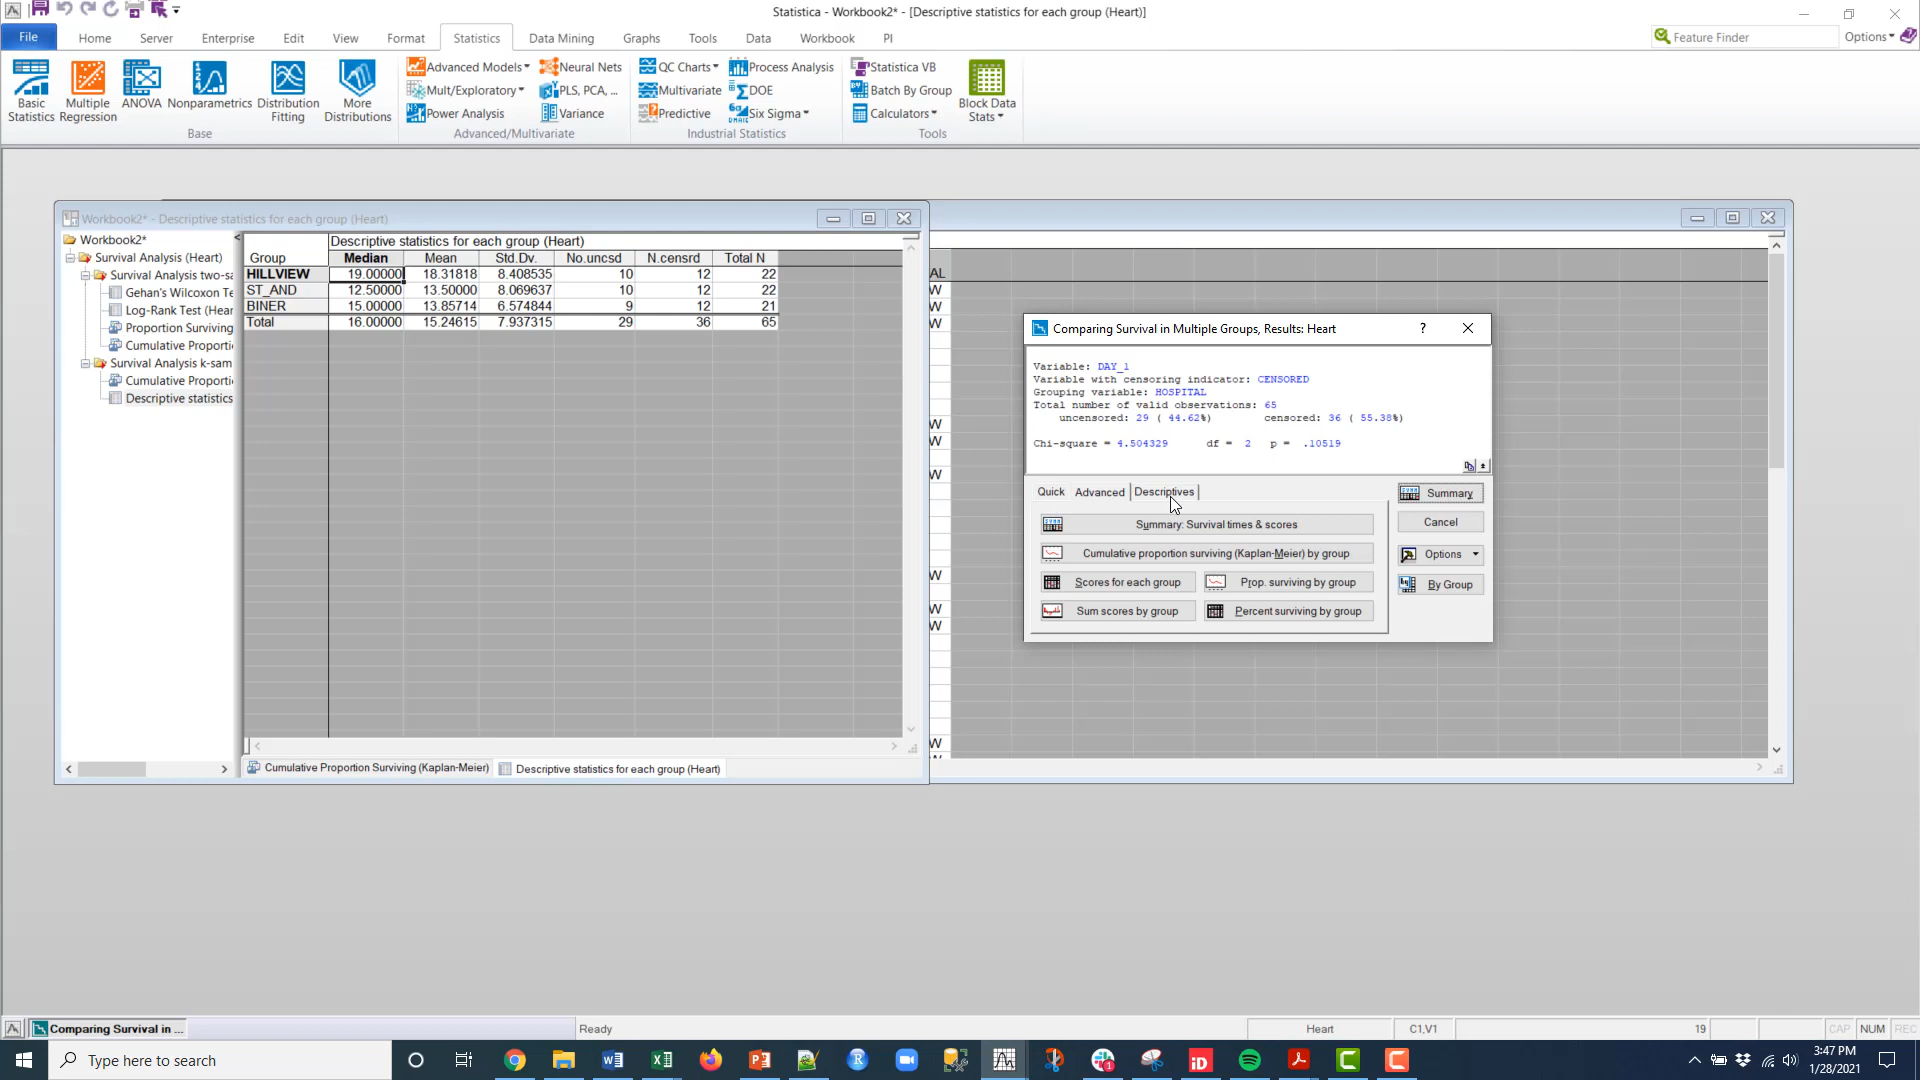 Statistica - Workbook2* - [Descriptive statistics for each group (Heart)]
File Home Server Enterprise Edit View Format Statistics Data Mining Graphs Tools Data Workbook PI
Feature Finder Options
Basic Statistics
Multiple Regression
ANOVA
Nonparametrics
Distribution Fitting
More Distributions
Base
Advanced Models Neural Nets
Mult/Exploratory PLS, PCA, ...
Power Analysis Variance
Advanced/Multivariate
QC Charts Process Analysis
Multivariate DOE
Predictive Six Sigma
Industrial Statistics
Statistica VB
Batch By Group
Calculators
Block Data Stats
Tools
Workbook2* - Descriptive statistics for each group (Heart)
Workbook2*
Survival Analysis (Heart)
Survival Analysis two-sa
Gehan's Wilcoxon Te
Log-Rank Test (Hear
Proportion Surviving
Cumulative Proporti
Survival Analysis k-sam
Cumulative Proporti
Descriptive statistics
Descriptive statistics for each group (Heart)
Group Median Mean Std.Dv. No.uncsd N.censrd Total N
HILLVIEW 19.00000 18.31818 8.408535 10 12 22
ST_AND 12.50000 13.50000 8.069637 10 12 22
BINER 15.00000 13.85714 6.574844 9 12 21
Total 16.00000 15.24615 7.937315 29 36 65
Cumulative Proportion Surviving (Kaplan-Meier) Descriptive statistics for each group (Heart)
AL
W
W
W
W
W
W
W
W
W
W
Comparing Survival in Multiple Groups, Results: Heart ?
Variable: DAY_1
Variable with censoring indicator: CENSORED
Grouping variable: HOSPITAL
Total number of valid observations: 65
uncensored: 29 ( 44.62%) censored: 36 ( 55.38%)
Chi-square = 4.504329 df = 2 p = .10519
Quick Advanced Descriptives
Summary: Survival times & scores
Cumulative proportion surviving (Kaplan-Meier) by group
Scores for each group Prop. surviving by group
Sum scores by group Percent surviving by group
Summary
Cancel
Options
By Group
Comparing Survival in ... Ready Heart C1,V1 19 CAP NUM REC
Type here to search
3:47 PM
1/28/2021